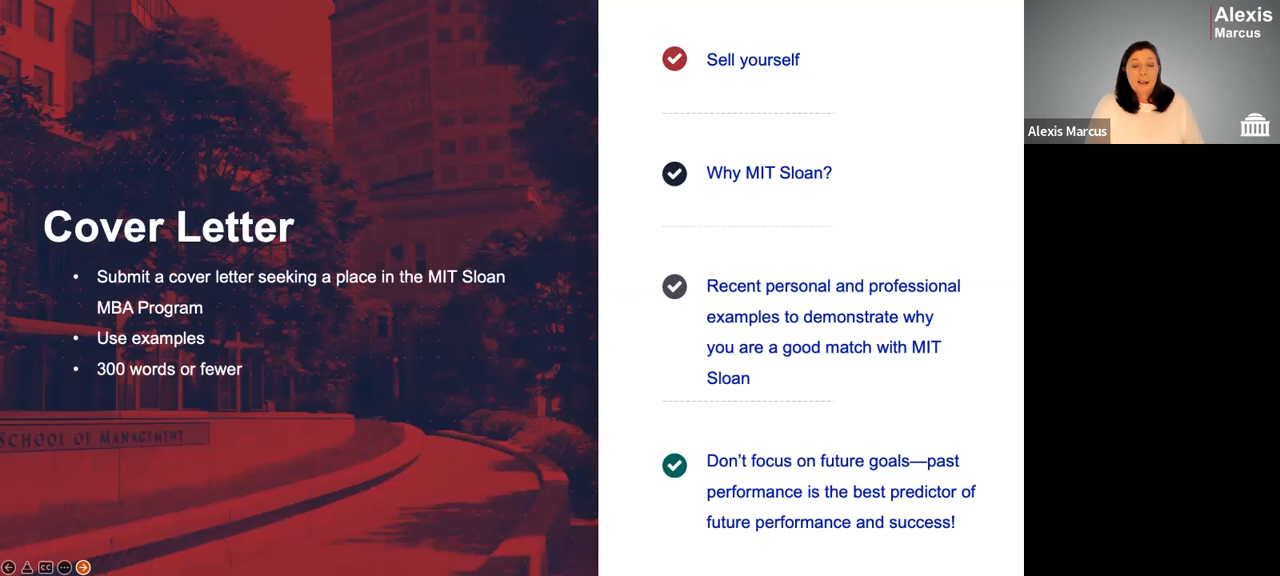 Cover Letter
• Submit a cover letter seeking a place in the MIT Sloan
MBA Program
• Use examples
• 300 words or fewer
SCHOOL OF MANAGEMENT
CC
Sell yourself
Why MIT Sloan?
Recent personal and professional
examples to demonstrate why
you are a good match with MIT
Sloan
Don’t focus on future goals—past
performance is the best predictor of
future performance and success!
Alexis
Marcus
Alexis Marcus